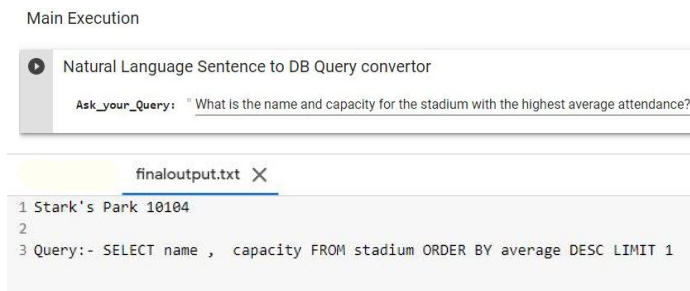 Main Execution
Natural Language Sentence to DB Query convertor
Ask_your_Query: " What is the name and capacity for the stadium with the highest average attendance?
finaloutput.txt
1 Stark's Park 10104
2
3 Query:- SELECT name , capacity FROM stadium ORDER BY average DESC LIMIT 1